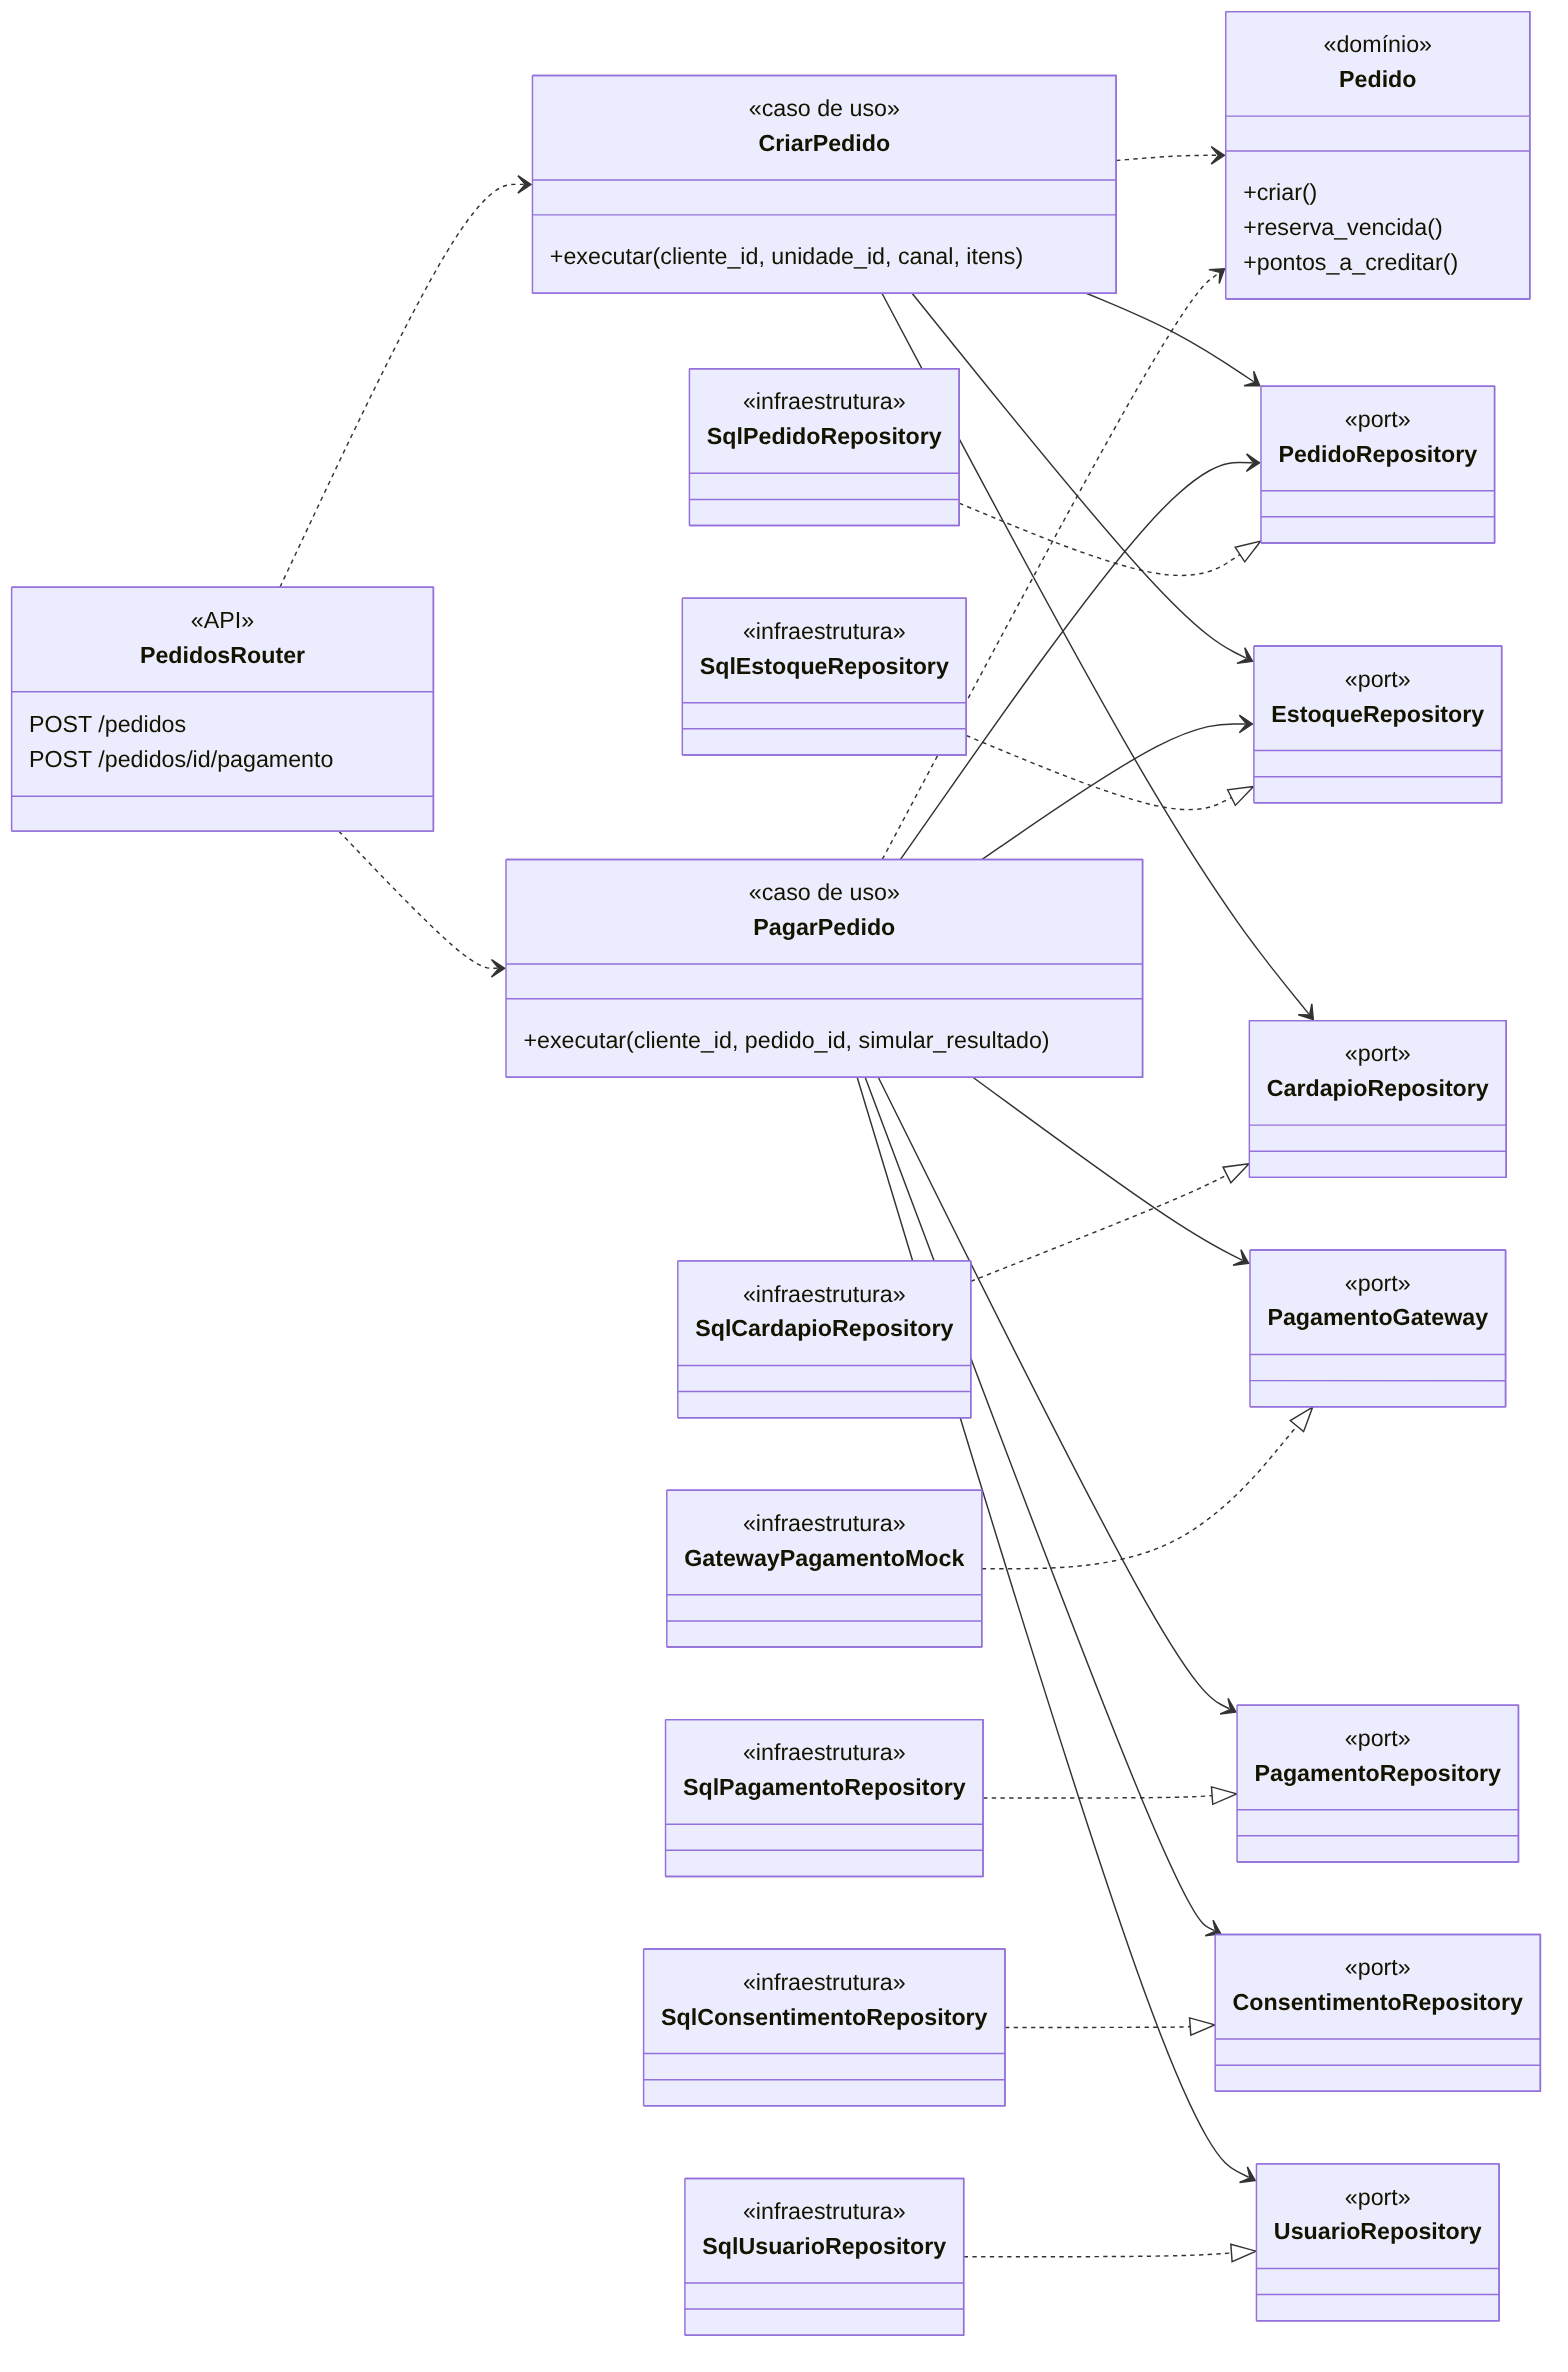 «domínio»
Pedido
+criar()
+reserva_vencida()
+pontos_a_creditar()
«caso de uso»
CriarPedido
+executar(cliente_id, unidade_id, canal, itens)
«infraestrutura»
SqlPedidoRepository
«port»
PedidoRepository
«API»
PedidosRouter
POST /pedidos
POST /pedidos/id/pagamento
«infraestrutura»
SqlEstoqueRepository
«port»
EstoqueRepository
«caso de uso»
PagarPedido
+executar(cliente_id, pedido_id, simular_resultado)
«port»
CardapioRepository
«infraestrutura»
SqlCardapioRepository
«port»
PagamentoGateway
«infraestrutura»
GatewayPagamentoMock
«infraestrutura»
SqlPagamentoRepository
«port»
PagamentoRepository
«infraestrutura»
SqlConsentimentoRepository
«port»
ConsentimentoRepository
«infraestrutura»
SqlUsuarioRepository
«port»
UsuarioRepository